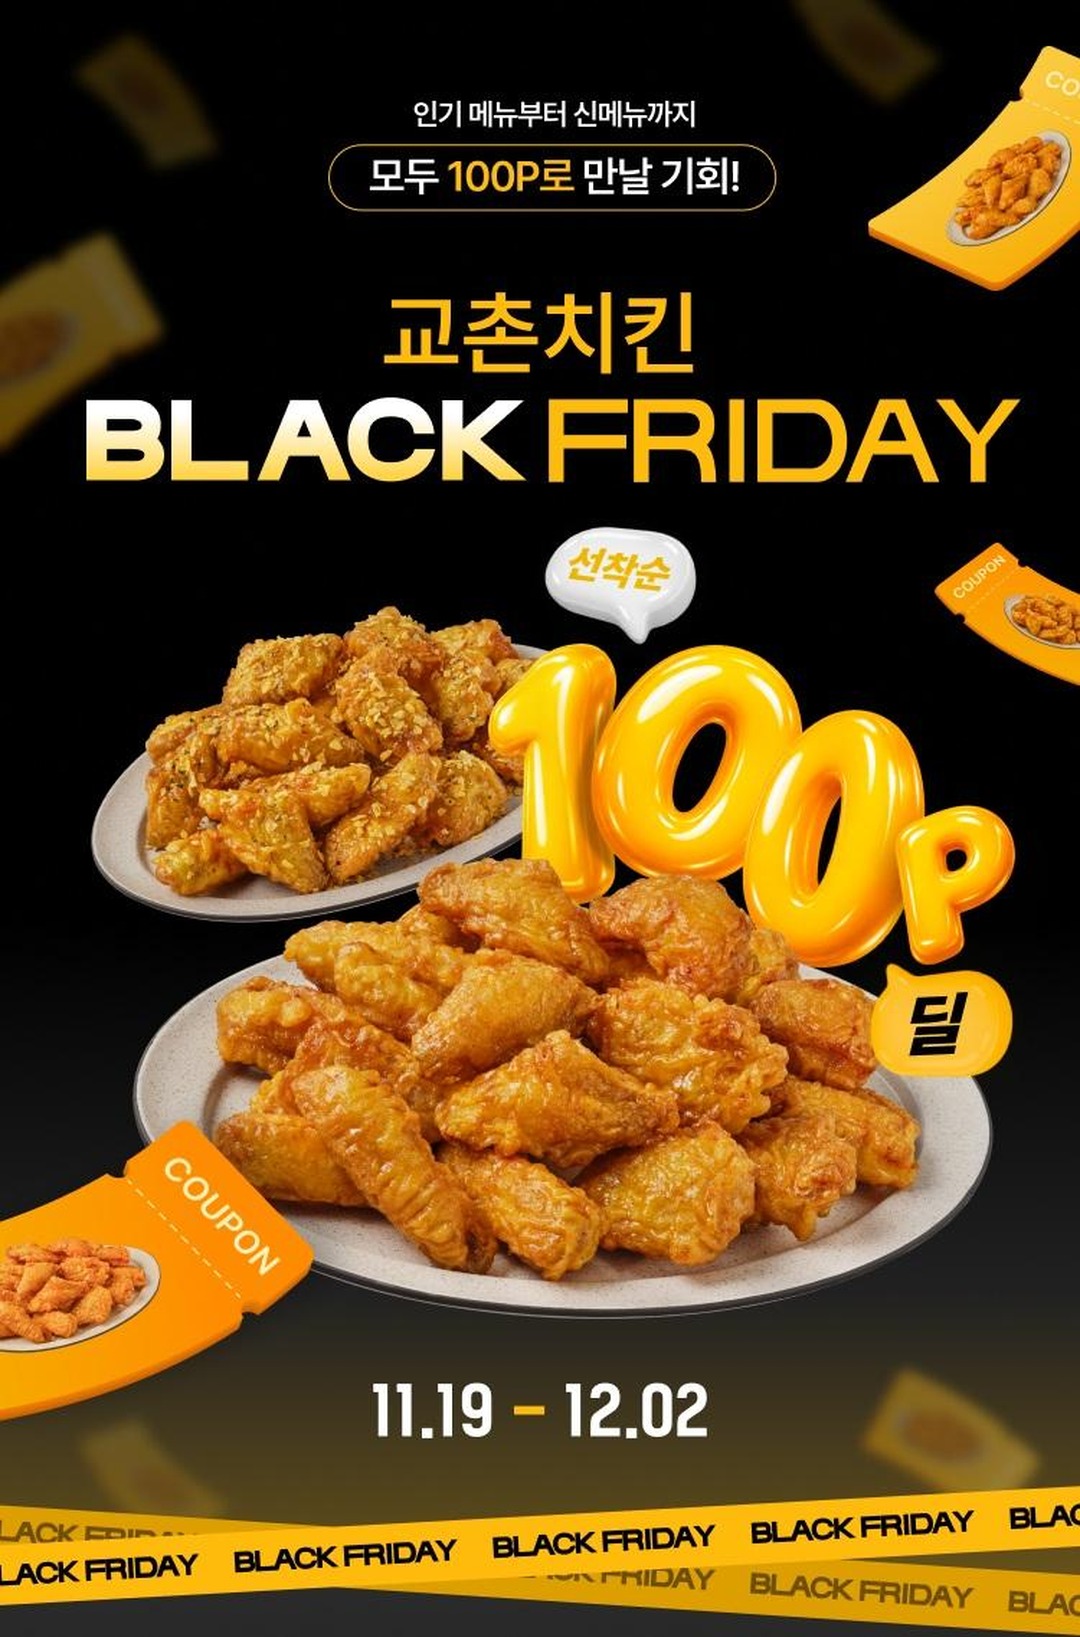 인기 메뉴부터 신메뉴까지
모두 100P로 만날 기회!
교촌치킨
BLACK FRIDAY
선착순
100P
딜
COUPON
COUPON
11.19 – 12.02
BLACK FRIDAY BLACK FRIDAY BLACK FRIDAY
BLACK FRIDAY